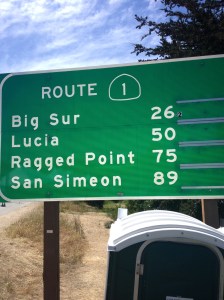 ROUTE 1
Big Sur 26
Lucia 50
Ragged Point 75
San Simeon 89